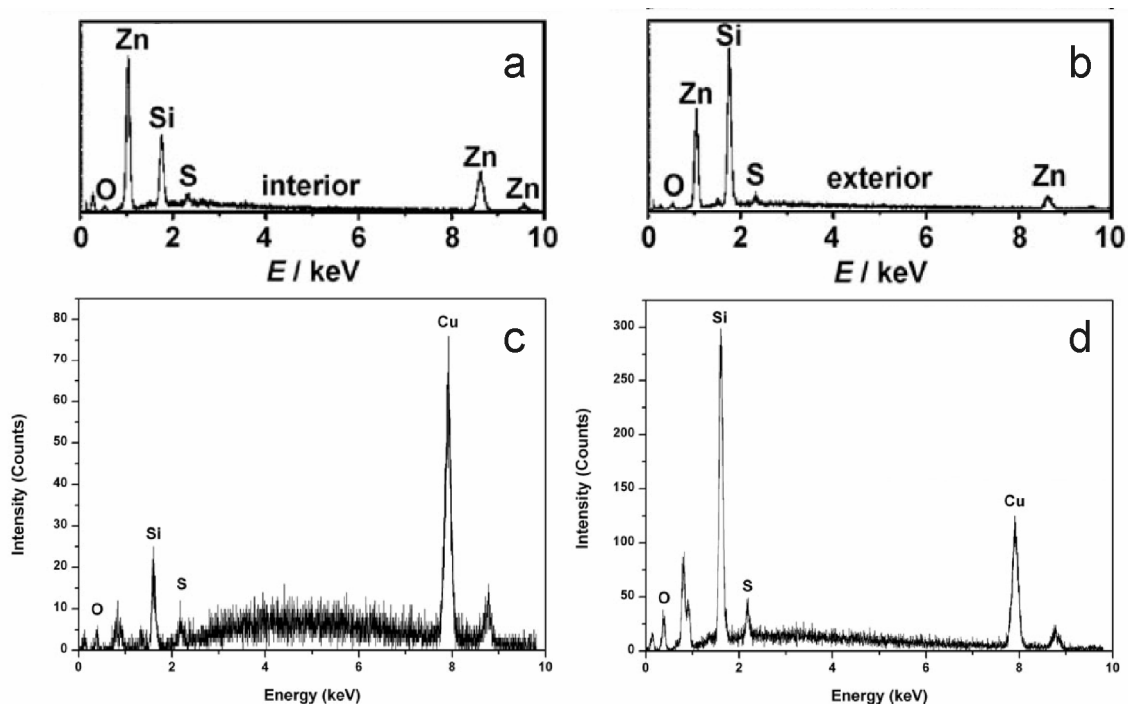 a
Zn
Si
O
S
interior
Zn
Zn
0 2 4 6 8 10
E / keV
b
Si
Zn
O
S
exterior
Zn
0 2 4 6 8 10
E / keV
c
Cu
Si
S
O
80
70
60
50
40
30
20
10
0
Intensity (Counts)
0 2 4 6 8 10
Energy (keV)
d
Si
Cu
S
O
300
250
200
150
100
50
0
Intensity (Counts)
0 2 4 6 8 10
Energy (keV)